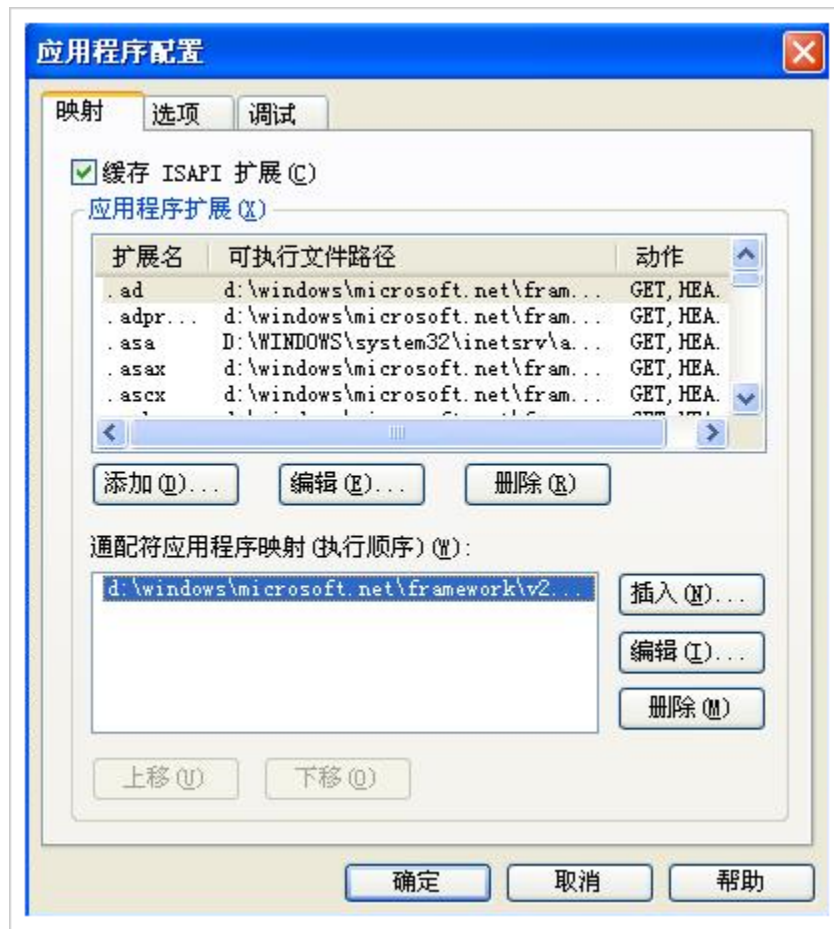 应用程序配置
映射 选项 调试
缓存 ISAPI 扩展(C)
应用程序扩展(X)
扩展名 可执行文件路径 动作
.ad d:\windows\microsoft.net\fram... GET,HEA.
.adpr... d:\windows\microsoft.net\fram... GET,HEA.
.asa D:\WINDOWS\system32\inetsrv\a... GET,HEA.
.asax d:\windows\microsoft.net\fram... GET,HEA.
.ascx d:\windows\microsoft.net\fram... GET,HEA.
添加(D)... 编辑(E)... 删除(R)
通配符应用程序映射(执行顺序)(W):
d:\windows\microsoft.net\framework\v2...
插入(N)...
编辑(I)...
删除(M)
上移(U) 下移(O)
确定 取消 帮助